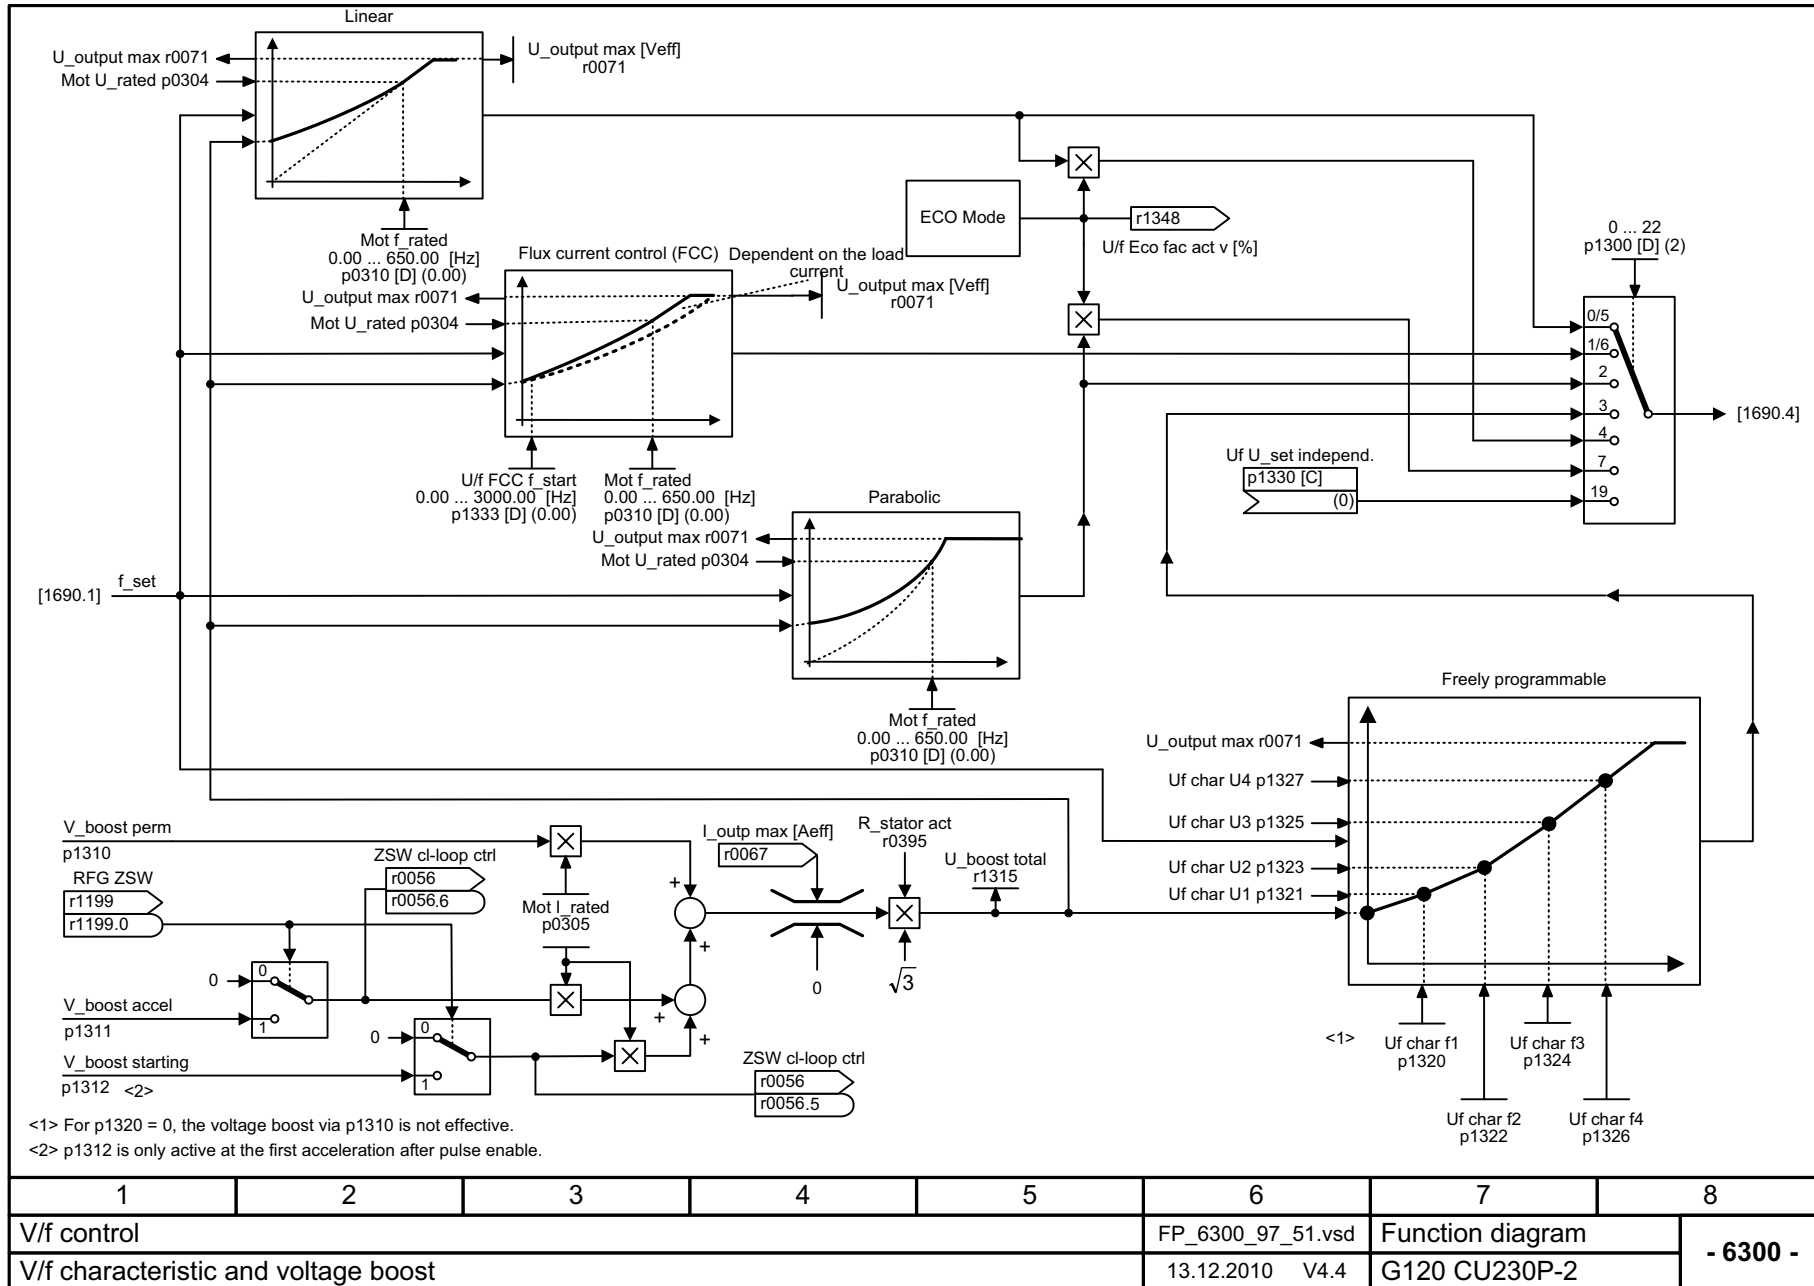 Linear
U_output max r0071
Mot U_rated p0304
U_output max [Veff]
r0071
Mot f_rated
0.00 ... 650.00 [Hz]
p0310 [D] (0.00)
Flux current control (FCC)
Dependent on the load
current
U_output max r0071
Mot U_rated p0304
U_output max [Veff]
r0071
U/f FCC f_start
0.00 ... 3000.00 [Hz]
p1333 [D] (0.00)
Mot f_rated
0.00 ... 650.00 [Hz]
p0310 [D] (0.00)
ECO Mode
r1348
U/f Eco fac act v [%]
0 ... 22
p1300 [D] (2)
0/5
1/6
2
3
4
7
19
[1690.4]
Uf U_set independ.
p1330 [C]
(0)
Parabolic
U_output max r0071
Mot U_rated p0304
[1690.1]
f_set
Mot f_rated
0.00 ... 650.00 [Hz]
p0310 [D] (0.00)
Freely programmable
U_output max r0071
Uf char U4 p1327
Uf char U3 p1325
Uf char U2 p1323
Uf char U1 p1321
<1>
Uf char f1
p1320
Uf char f3
p1324
Uf char f2
p1322
Uf char f4
p1326
V_boost perm
p1310
RFG ZSW
r1199
r1199.0
ZSW cl-loop ctrl
r0056
r0056.6
Mot I_rated
p0305
I_outp max [Aeff]
r0067
R_stator act
r0395
U_boost total
r1315
+
+
+
+
0
√3
0
0
1
V_boost accel
p1311
0
0
1
V_boost starting
p1312 <2>
ZSW cl-loop ctrl
r0056
r0056.5
<1> For p1320 = 0, the voltage boost via p1310 is not effective.
<2> p1312 is only active at the first acceleration after pulse enable.
1 2 3 4 5 6 7 8
V/f control
FP_6300_97_51.vsd
Function diagram
- 6300 -
V/f characteristic and voltage boost
13.12.2010 V4.4
G120 CU230P-2